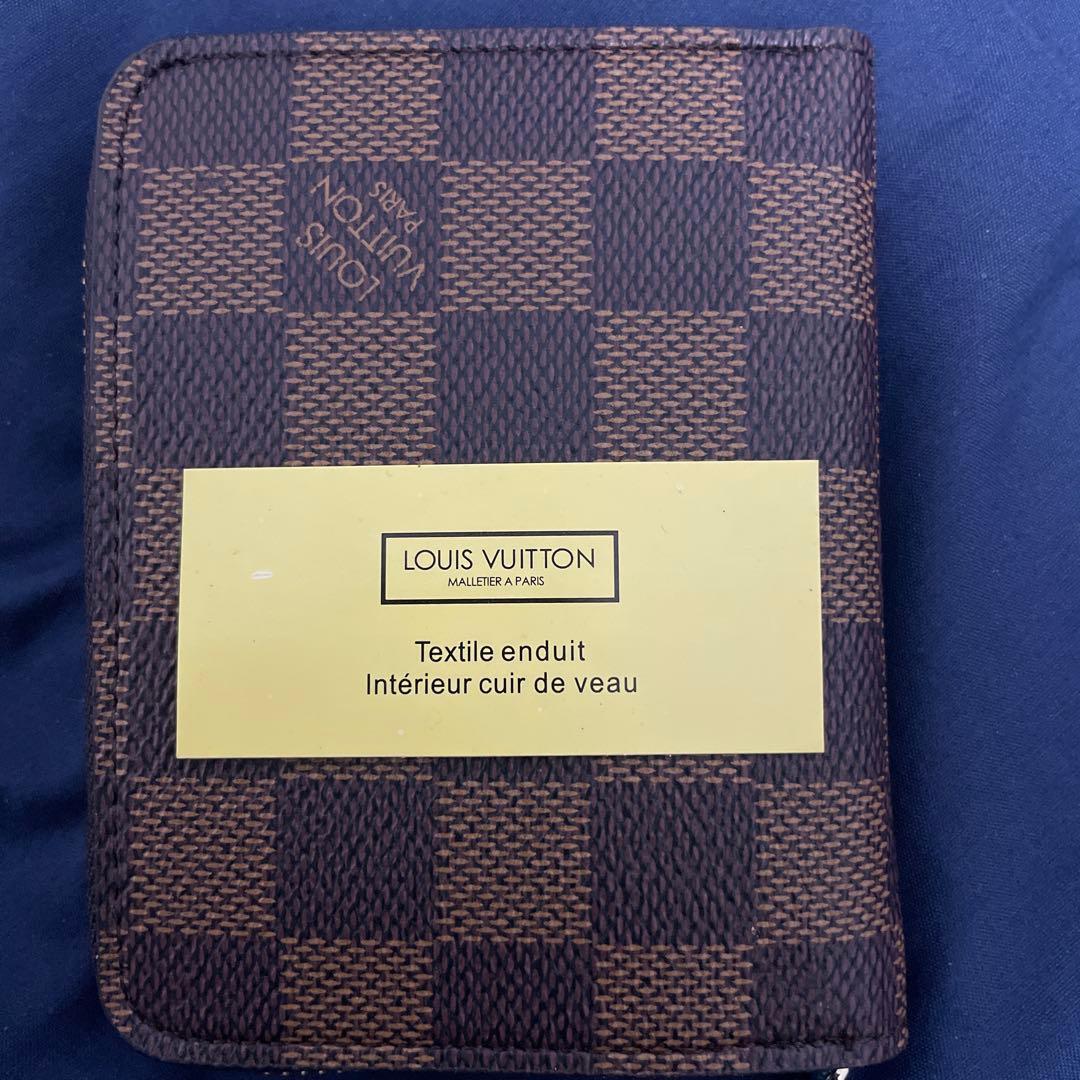 LOUIS
VUITTON
PARIS
LOUIS VUITTON
MALLETIER A PARIS
Textile enduit
Intérieur cuir de veau